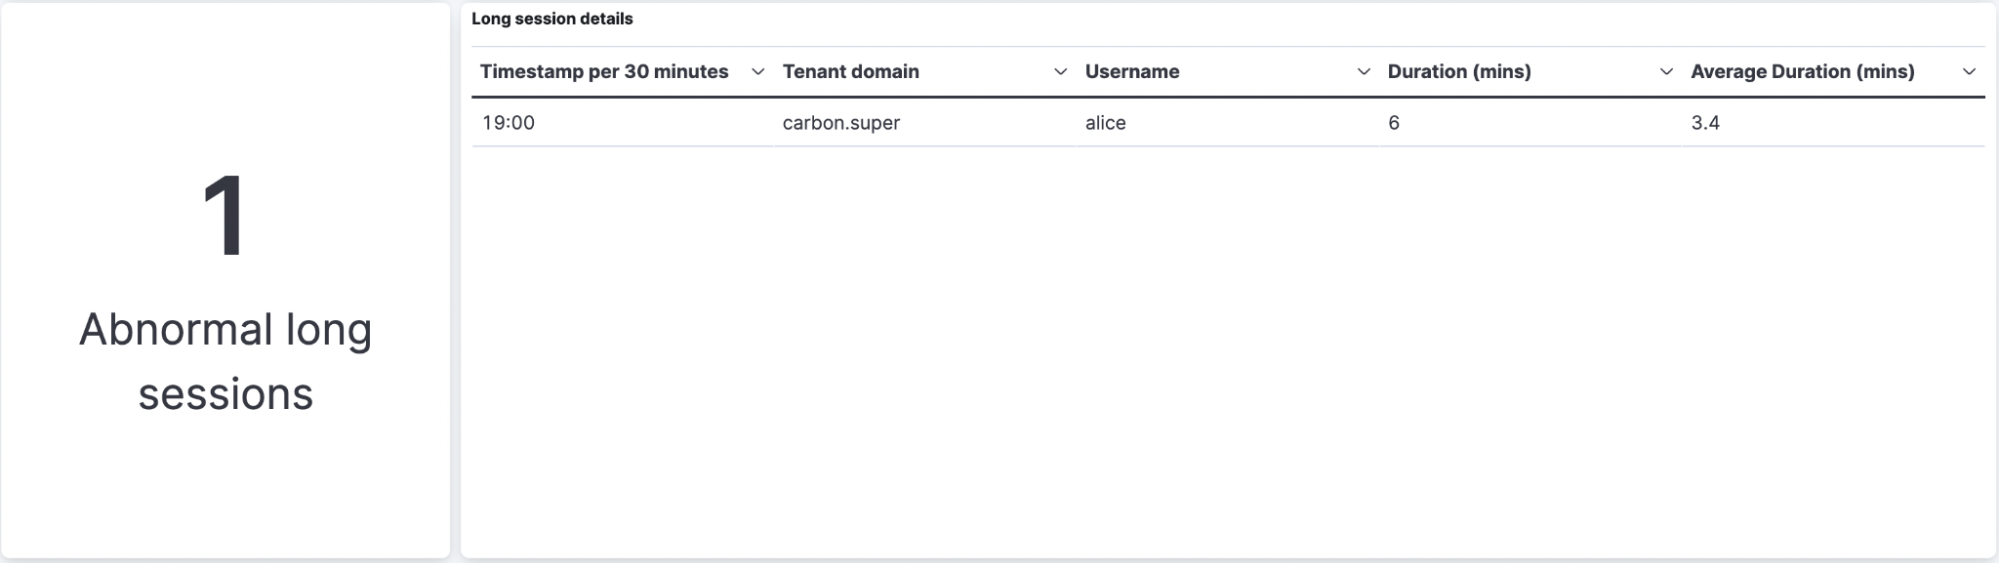 1
Abnormal long
sessions
Long session details
Timestamp per 30 minutes Tenant domain Username Duration (mins) Average Duration (mins)
19:00 carbon.super alice 6 3.4